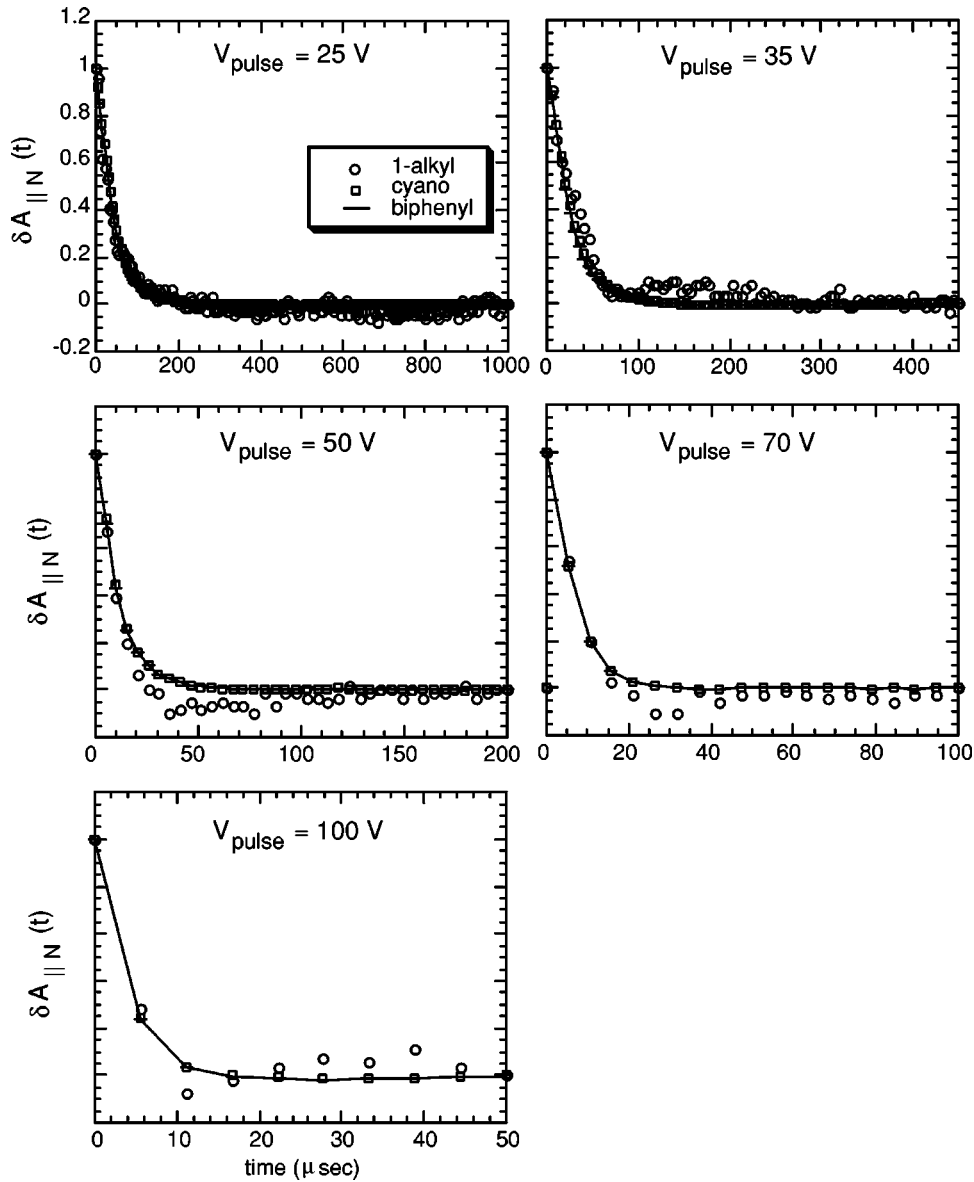 V pulse = 25 V
1.2
1
0.8
0.6
0.4
0.2
0
-0.2
δ A || N (t)
1-alkyl
cyano
biphenyl
0 200 400 600 800 1000
V pulse = 35 V
0 100 200 300 400
V pulse = 50 V
δ A || N (t)
0 50 100 150 200
V pulse = 70 V
0 20 40 60 80 100
V pulse = 100 V
δ A || N (t)
0 10 20 30 40 50
time (μ sec)